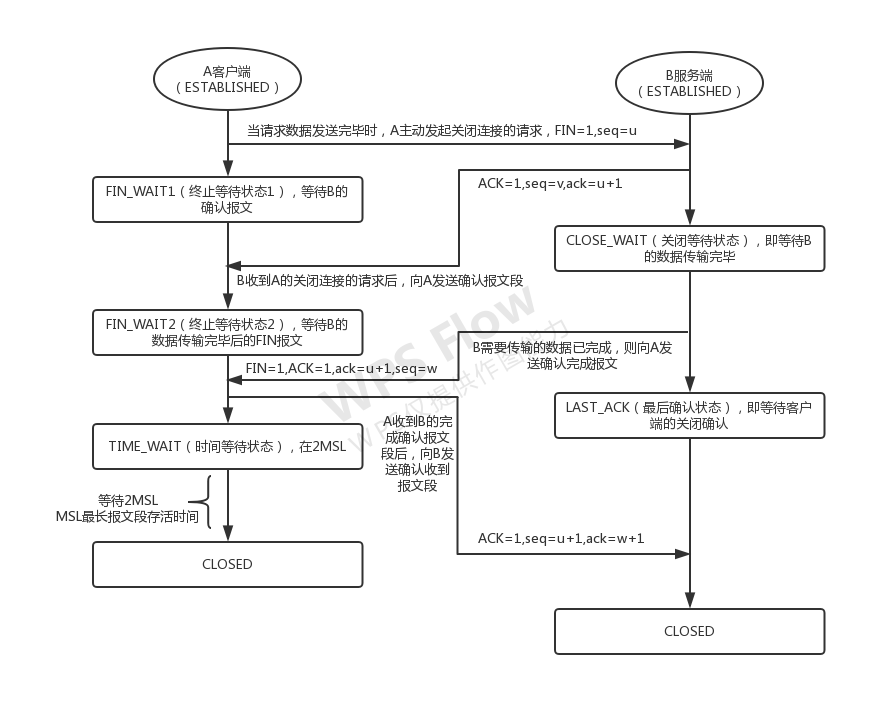 A客户端
（ESTABLISHED）
B服务端
（ESTABLISHED）
当请求数据发送完毕时，A主动发起关闭连接的请求，FIN=1,seq=u
FIN_WAIT1（终止等待状态1），等待B的
确认报文
ACK=1,seq=v,ack=u+1
CLOSE_WAIT（关闭等待状态），即等待B
的数据传输完毕
B收到A的关闭连接的请求后，向A发送确认报文段
FIN_WAIT2（终止等待状态2），等待B的
数据传输完毕后的FIN报文
B需要传输的数据已完成，则向A发
送确认完成报文
FIN=1,ACK=1,ack=u+1,seq=w
LAST_ACK（最后确认状态），即等待客户
端的关闭确认
A收到B的完
成确认报文
段后，向B发
送确认收到
报文段
TIME_WAIT（时间等待状态），在2MSL
等待2MSL
MSL最长报文段存活时间
ACK=1,seq=u+1,ack=w+1
CLOSED
CLOSED
WPS Flow
WPS仅提供作图能力